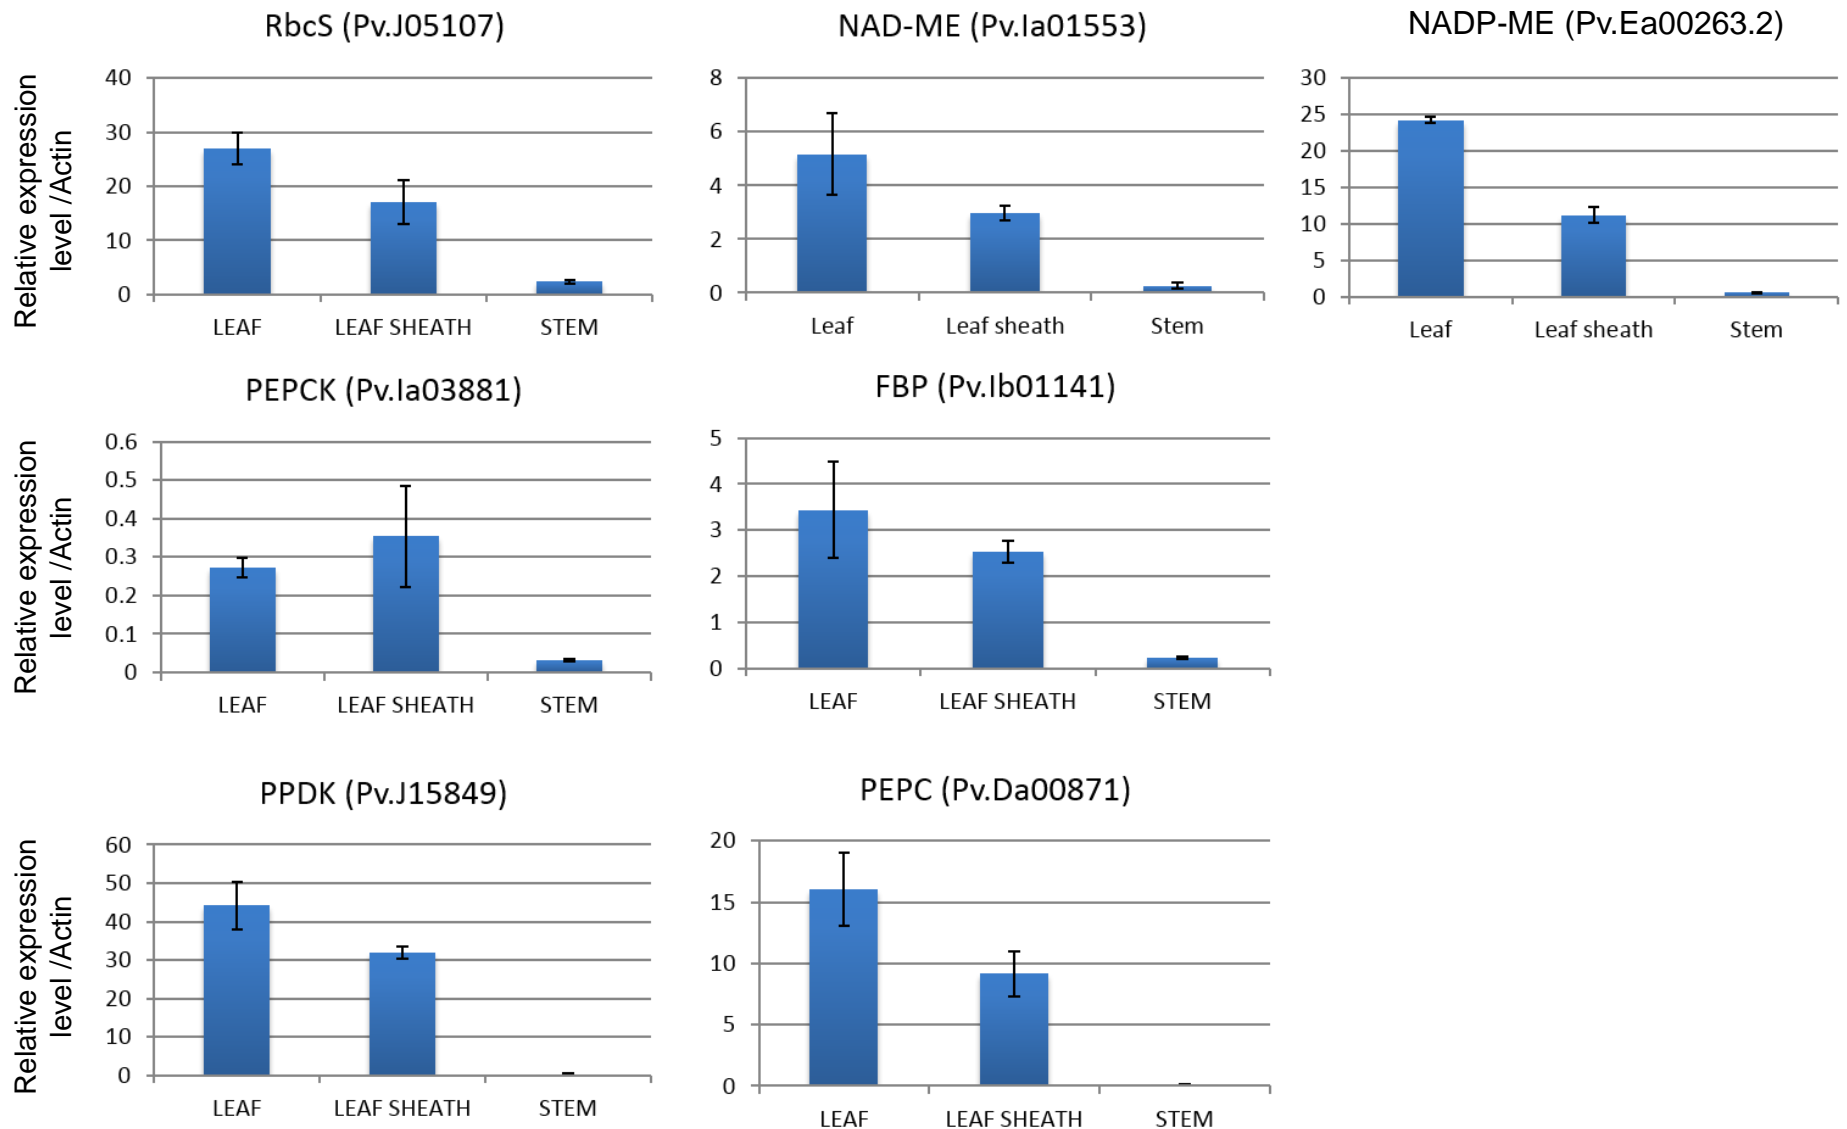 RbcS (Pv.J05107)
NAD-ME (Pv.Ia01553)
NADP-ME (Pv.Ea00263.2)
Relative expression
level /Actin
40
30
20
10
0
LEAF
LEAF SHEATH
STEM
8
6
4
2
0
Leaf
Leaf sheath
Stem
30
25
20
15
10
5
0
Leaf
Leaf sheath
Stem
PEPCK (Pv.Ia03881)
FBP (Pv.Ib01141)
Relative expression
level /Actin
0.6
0.5
0.4
0.3
0.2
0.1
0
LEAF
LEAF SHEATH
STEM
5
4
3
2
1
0
LEAF
LEAF SHEATH
STEM
PPDK (Pv.J15849)
PEPC (Pv.Da00871)
Relative expression
level /Actin
60
50
40
30
20
10
0
LEAF
LEAF SHEATH
STEM
20
15
10
5
0
LEAF
LEAF SHEATH
STEM